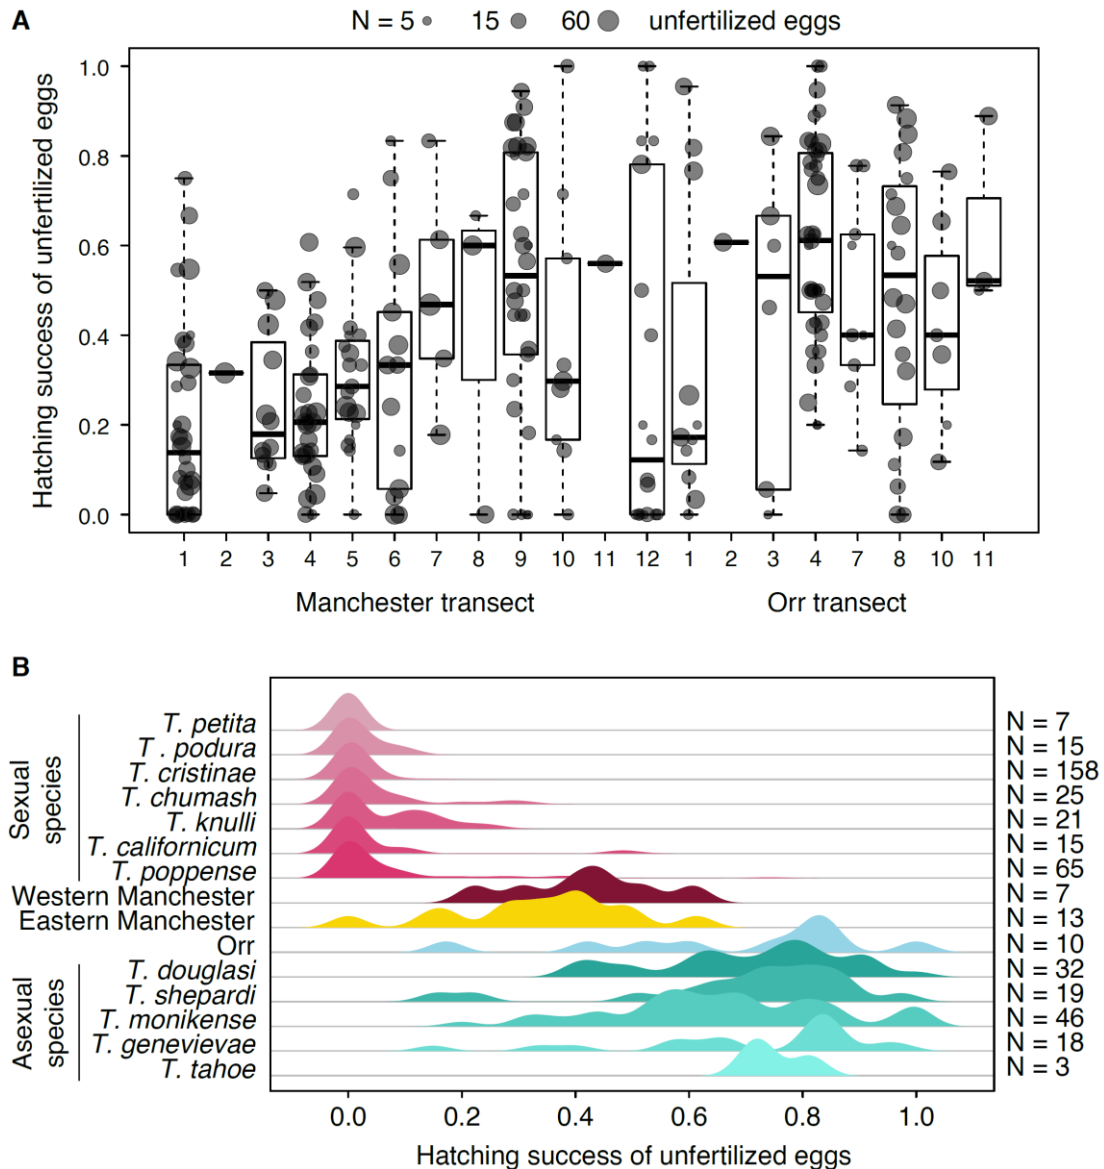 A
N = 5 15 60 unfertilized eggs
Hatching success of unfertilized eggs
1.0
0.8
0.6
0.4
0.2
0.0
1 2 3 4 5 6 7 8 9 10 11 12 1 2 3 4 7 8 10 11
Manchester transect Orr transect
B
Sexual species
T. petita N = 7
T . podura N = 15
T. cristinae N = 158
T. chumash N = 25
T. knulli N = 21
T. californicum N = 15
T. poppense N = 65
Western Manchester N = 7
Eastern Manchester N = 13
Orr N = 10
Asexual species
T. douglasi N = 32
T. shepardi N = 19
T. monikense N = 46
T. genevievae N = 18
T. tahoe N = 3
0.0 0.2 0.4 0.6 0.8 1.0
Hatching success of unfertilized eggs